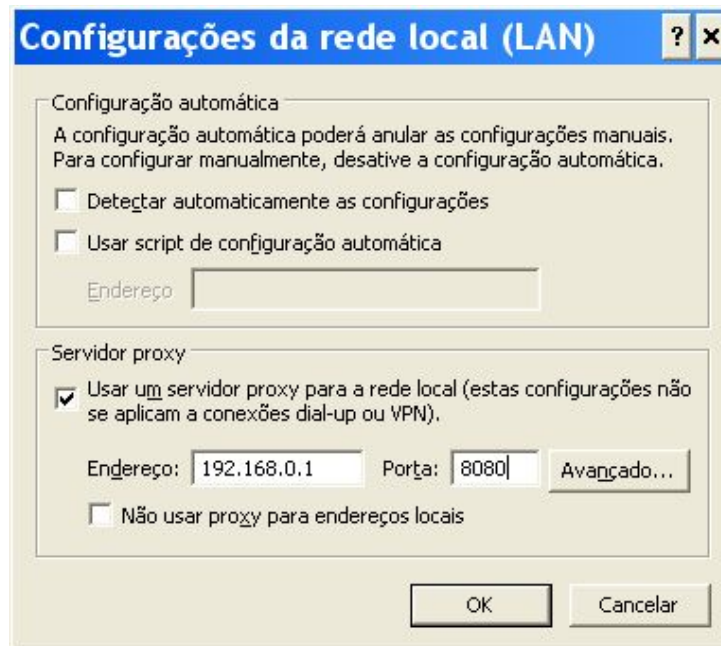 Configurações da rede local (LAN) ? ×
Configuração automática
A configuração automática poderá anular as configurações manuais.
Para configurar manualmente, desative a configuração automática.
Detectar automaticamente as configurações
Usar script de configuração automática
Endereço
Servidor proxy
Usar um servidor proxy para a rede local (estas configurações não
se aplicam a conexões dial-up ou VPN).
Endereço: 192.168.0.1 Porta: 8080 Avançado...
Não usar proxy para endereços locais
OK Cancelar